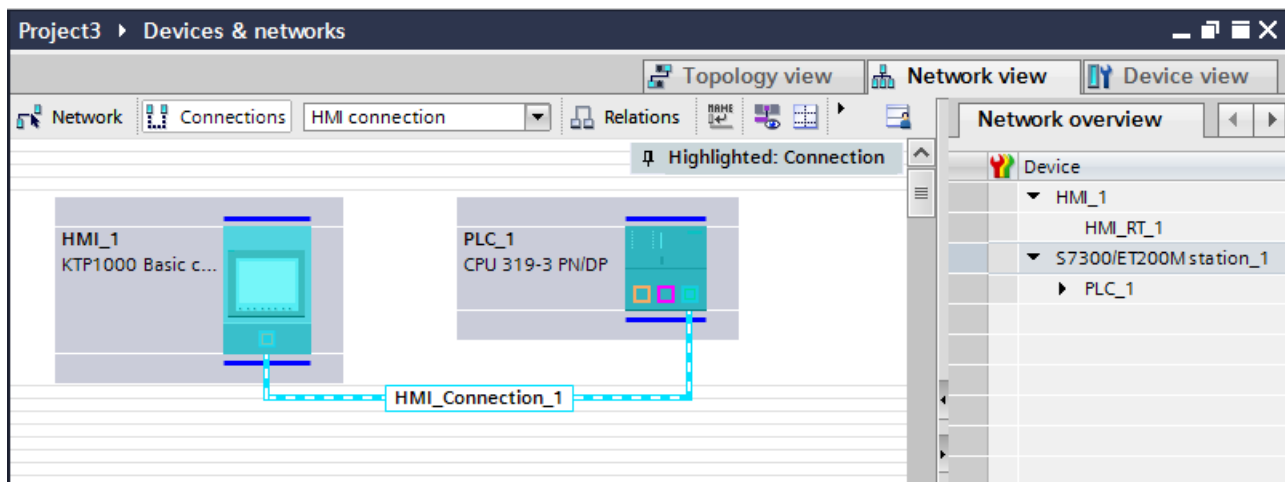 Project3 ▸ Devices & networks
Topology view
Network view
Device view
Network
Connections
HMI connection
Relations
NAME
Network overview
Highlighted: Connection
Device
HMI_1
HMI_RT_1
S7300/ET200M station_1
PLC_1
HMI_1
KTP1000 Basic c...
PLC_1
CPU 319-3 PN/DP
HMI_Connection_1